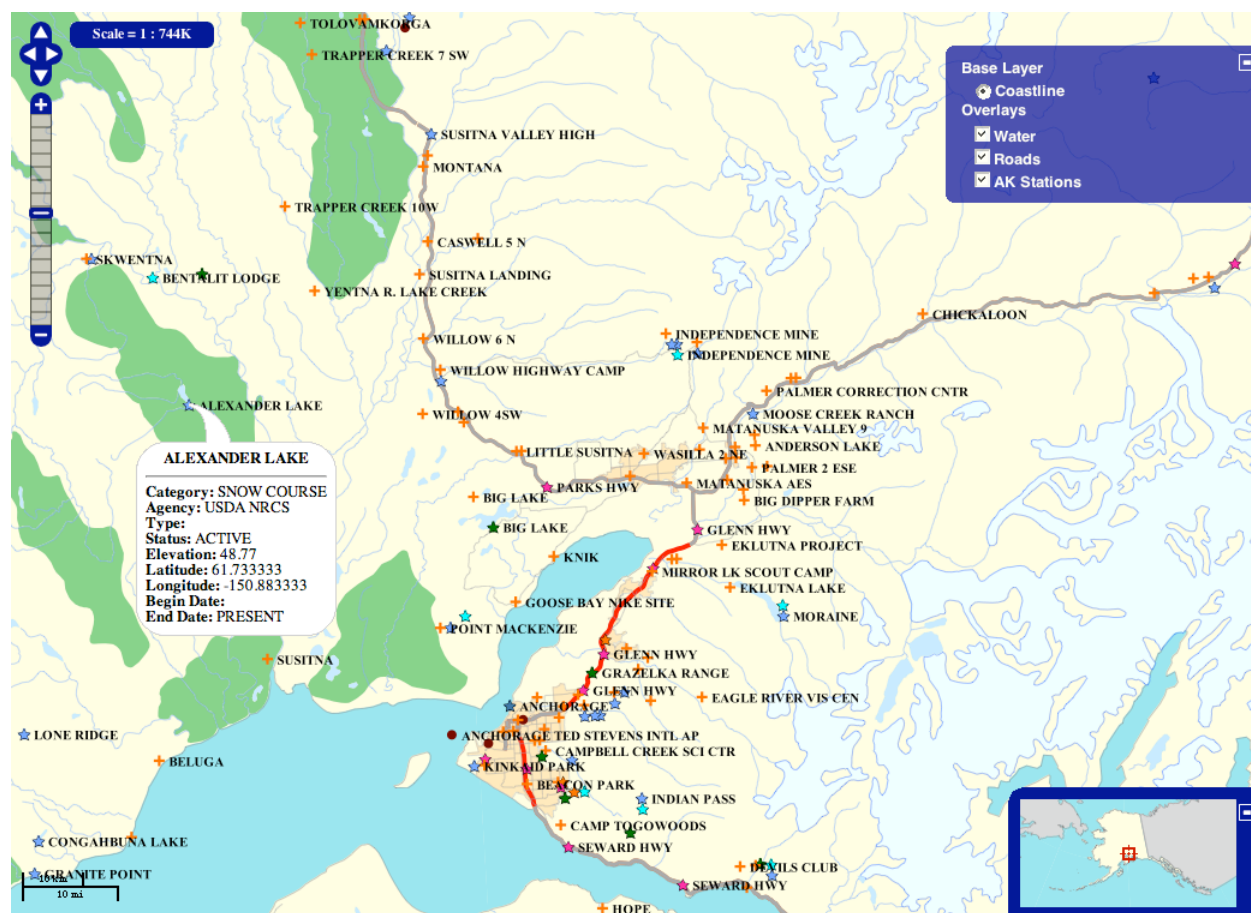 TOLOVAMKORGA
Scale = 1 : 744K
TRAPPER CREEK 7 SW
Base Layer
Coastline
Overlays
Water
Roads
AK Stations
SUSITNA VALLEY HIGH
MONTANA
TRAPPER CREEK 10W
CASWELL 5 N
SKWENTNA
BENTALIT LODGE
SUSITNA LANDING
YENTNA R. LAKE CREEK
CHICKALOON
WILLOW 6 N
INDEPENDENCE MINE
INDEPENDENCE MINE
WILLOW HIGHWAY CAMP
PALMER CORRECTION CNTR
ALEXANDER LAKE
WILLOW 4SW
MOOSE CREEK RANCH
MATANUSKA VALLEY 9
ANDERSON LAKE
LITTLE SUSITNA
WASILLA 2 NE
PALMER 2 ESE
ALEXANDER LAKE
Category: SNOW COURSE
Agency: USDA NRCS
Type:
Status: ACTIVE
Elevation: 48.77
Latitude: 61.733333
Longitude: -150.883333
Begin Date:
End Date: PRESENT
MATANUSKA AES
PARKS HWY
BIG LAKE
BIG DIPPER FARM
BIG LAKE
GLENN HWY
EKLUTNA PROJECT
KNIK
MIRROR LK SCOUT CAMP
EKLUTNA LAKE
GOOSE BAY NIKE SITE
MORAINE
POINT MACKENZIE
GLENN HWY
SUSITNA
GRAZELKA RANGE
GLENN HWY
EAGLE RIVER VIS CEN
ANCHORAGE
LONE RIDGE
ANCHORAGE TED STEVENS INTL AP
CAMPBELL CREEK SCI CTR
BELUGA
KINKAID PARK
BEACON PARK
INDIAN PASS
CAMP TOGOWOODS
CONGAHBUNA LAKE
SEWARD HWY
DEVILS CLUB
GRANITE POINT
10 km
SEWARD HWY
10 mi
HOPE